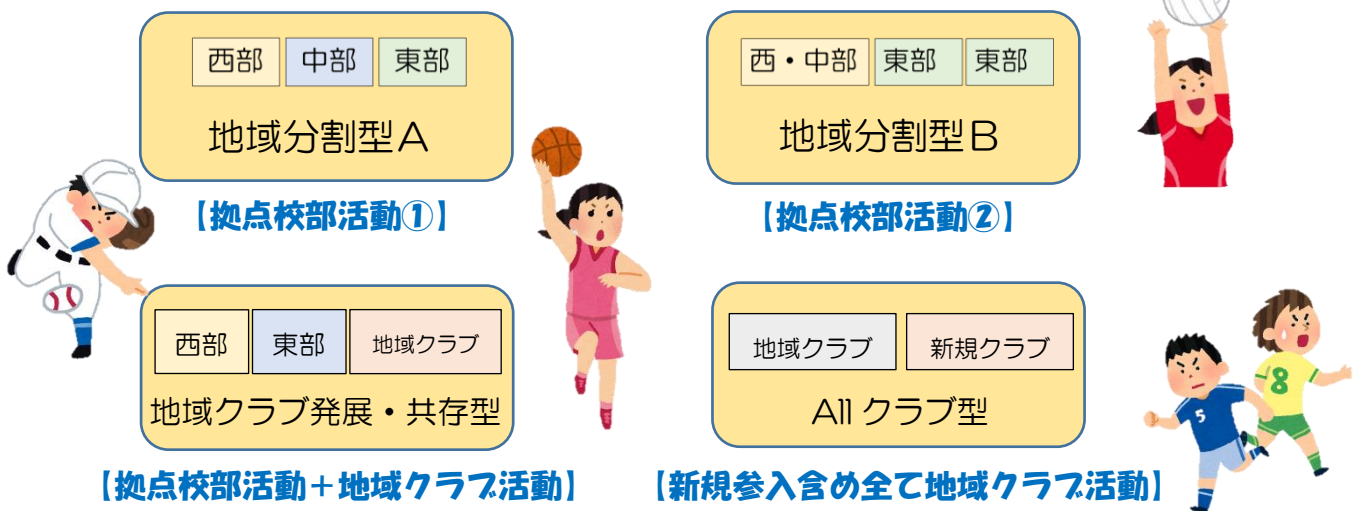 西部 中部 東部
地域分割型A
【拠点校部活動①】
西・中部 東部 東部
地域分割型B
【拠点校部活動②】
西部 東部 地域クラブ
地域クラブ発展・共存型
【拠点校部活動+地域クラブ活動】
地域クラブ 新規クラブ
All クラブ型
【新規参入含め全て地域クラブ活動】
5
8